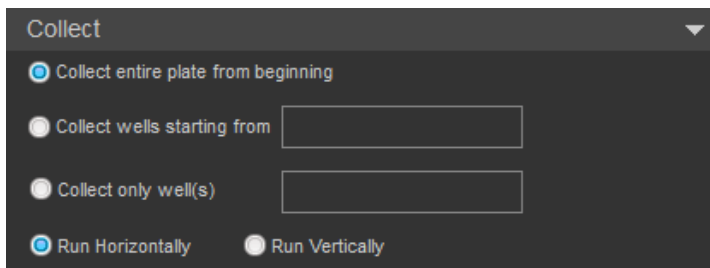 Collect
Collect entire plate from beginning
Collect wells starting from
Collect only well(s)
Run Horizontally Run Vertically